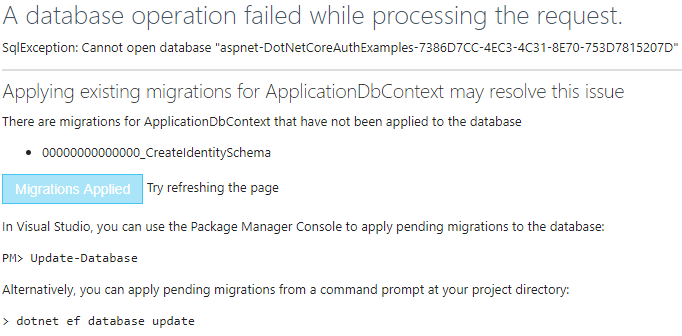 A database operation failed while processing the request.
SqlException: Cannot open database "aspnet-DotNetCoreAuthExamples-7386D7CC-4EC3-4C31-8E70-753D7815207D"
Applying existing migrations for ApplicationDbContext may resolve this issue
There are migrations for ApplicationDbContext that have not been applied to the database
• 00000000000000_CreateIdentitySchema
Migrations Applied Try refreshing the page
In Visual Studio, you can use the Package Manager Console to apply pending migrations to the database:
PM> Update-Database
Alternatively, you can apply pending migrations from a command prompt at your project directory:
> dotnet ef database update